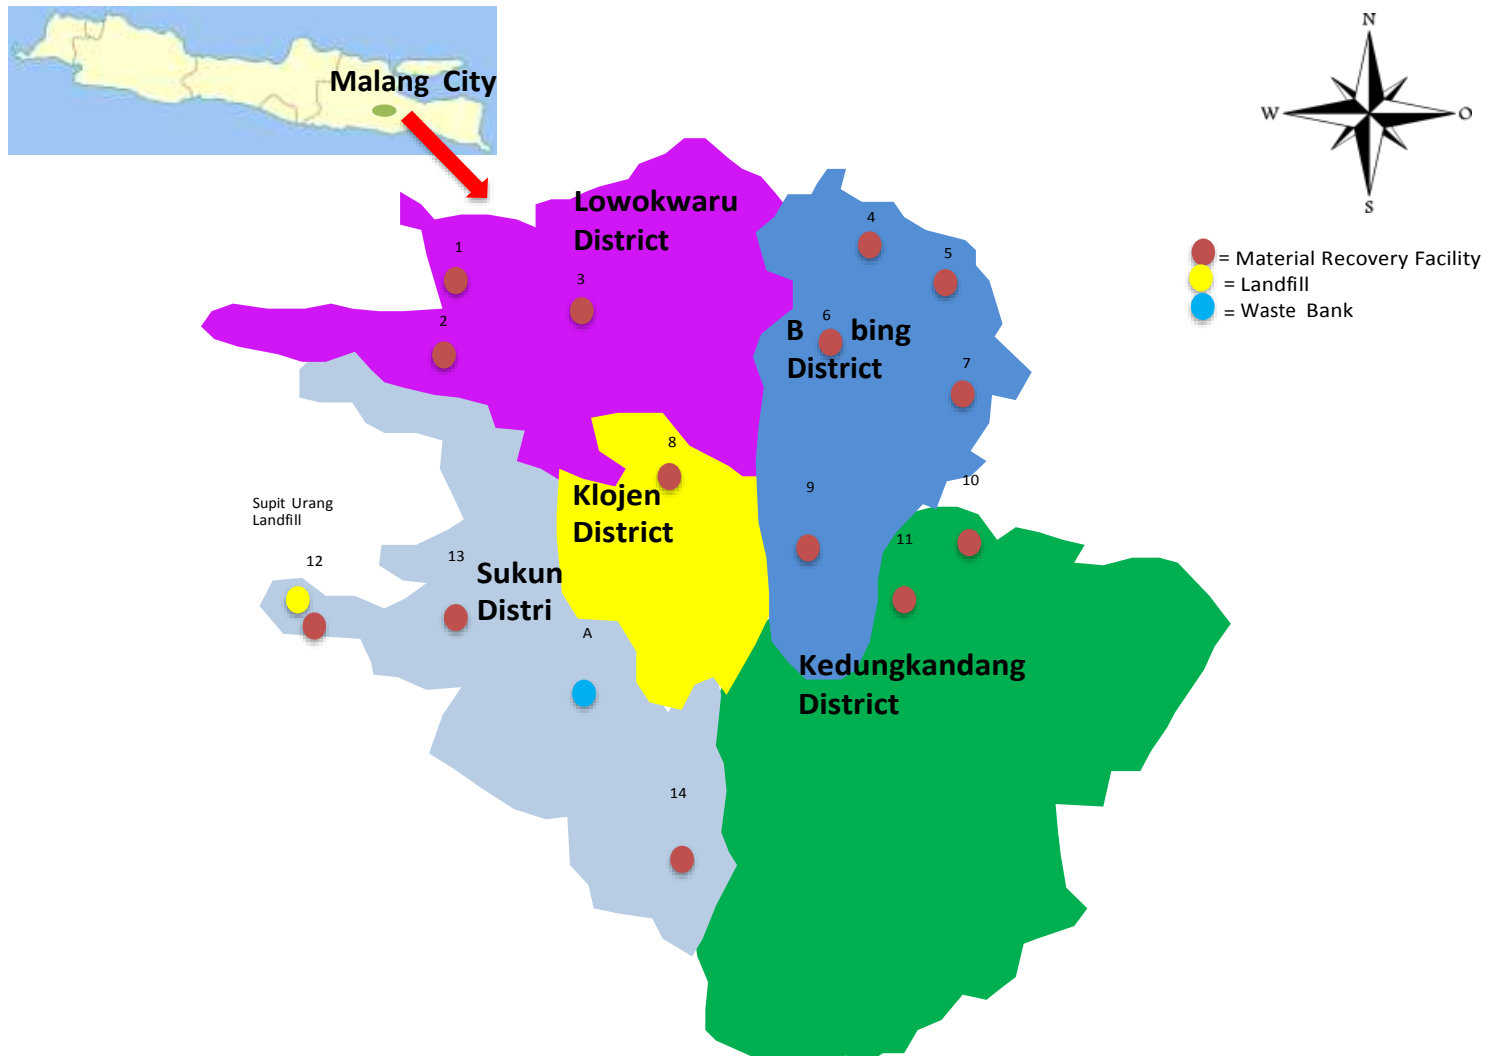 Malang City
N
W
O
S
Lowokwaru
District
= Material Recovery Facility
= Landfill
= Waste Bank
1
2
3
4
5
6
B bing
District
7
8
Klojen
District
9
10
11
Supit Urang
Landfill
12
13
Sukun
Distri
A
Kedungkandang
District
14